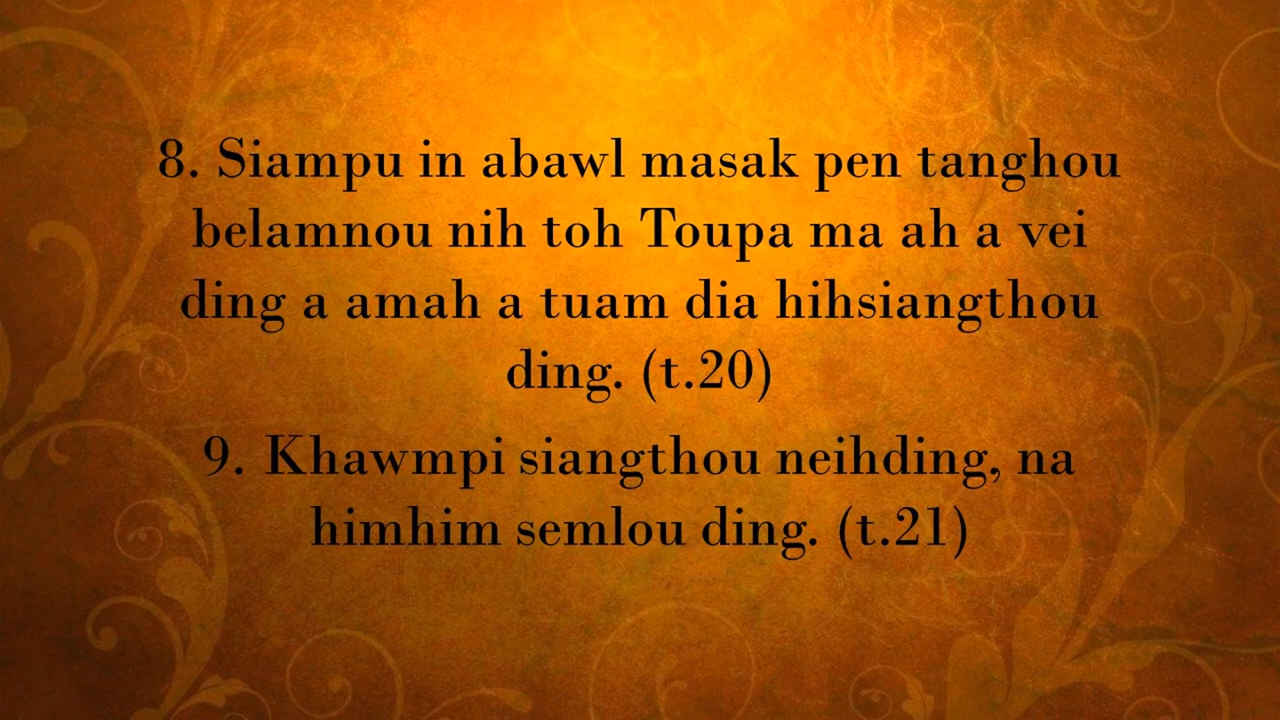 8. Siampu in abawl masak pen tanghou
belamnou nih toh Toupa ma ah a vei
ding a amah a tuam dia hihsiangthou
ding. (t.20)
9. Khawmpi siangthou neihding, na
himhim semlou ding. (t.21)